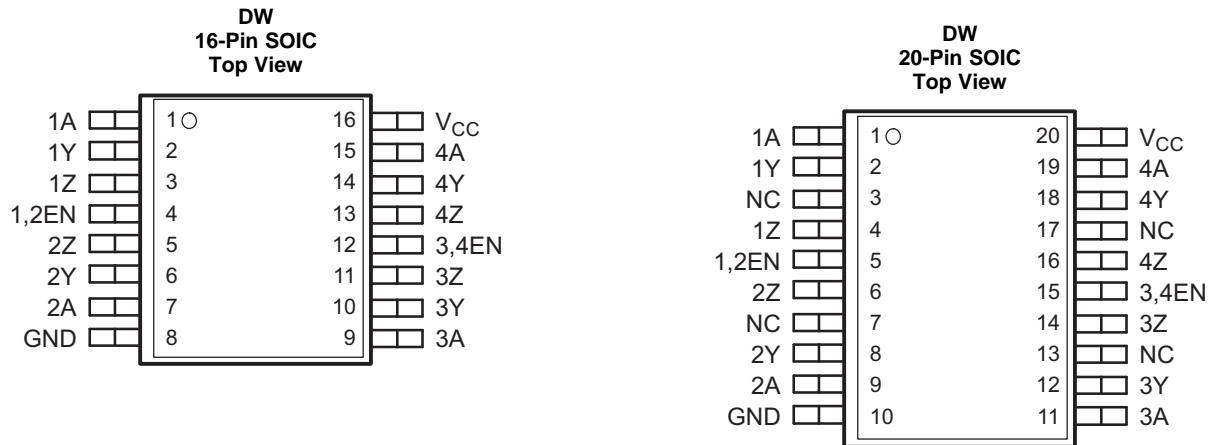 DW
16-Pin SOIC
Top View
1A 1 16 VCC
1Y 2 15 4A
1Z 3 14 4Y
1,2EN 4 13 4Z
2Z 5 12 3,4EN
2Y 6 11 3Z
2A 7 10 3Y
GND 8 9 3A
DW
20-Pin SOIC
Top View
1A 1 20 VCC
1Y 2 19 4A
NC 3 18 4Y
1Z 4 17 NC
1,2EN 5 16 4Z
2Z 6 15 3,4EN
NC 7 14 3Z
2Y 8 13 NC
2A 9 12 3Y
GND 10 11 3A